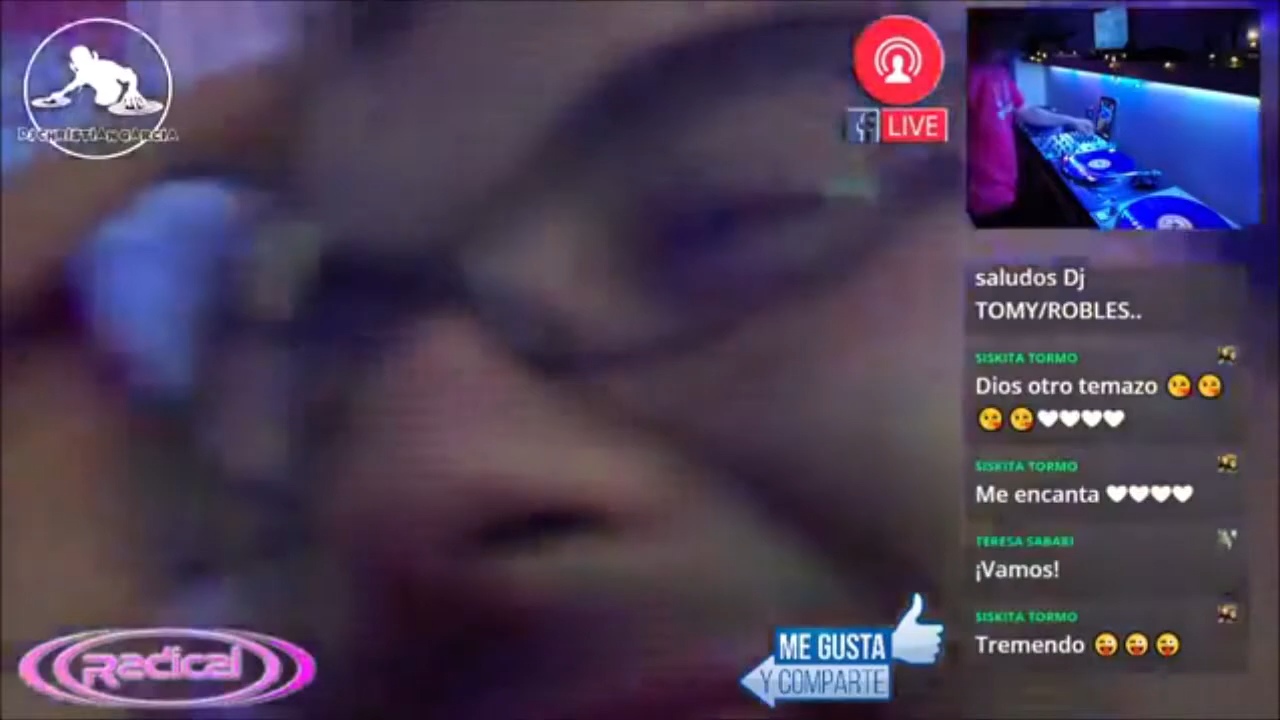 DJ CHRISTIAN GARCIA
LIVE
saludos Dj
TOMY/ROBLES..
SISKITA TORMO
Dios otro temazo 😘😘
😘😘🤍🤍🤍🤍
SISKITA TORMO
Me encanta 🤍🤍🤍🤍
TERESA SABABI
¡Vamos!
SISKITA TORMO
Tremendo 😜😜😜
Radical
ME GUSTA
Y COMPARTE